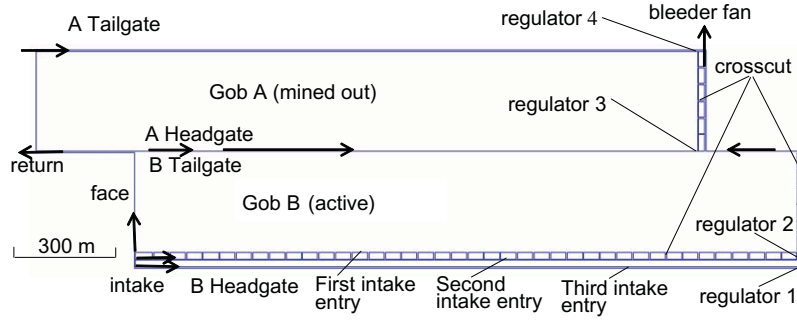 A Tailgate
regulator 4
bleeder fan
crosscut
Gob A (mined out)
regulator 3
A Headgate
return
B Tailgate
face
Gob B (active)
300 m
regulator 2
intake
B Headgate
First intake
entry
Second
intake entry
Third intake
entry
regulator 1